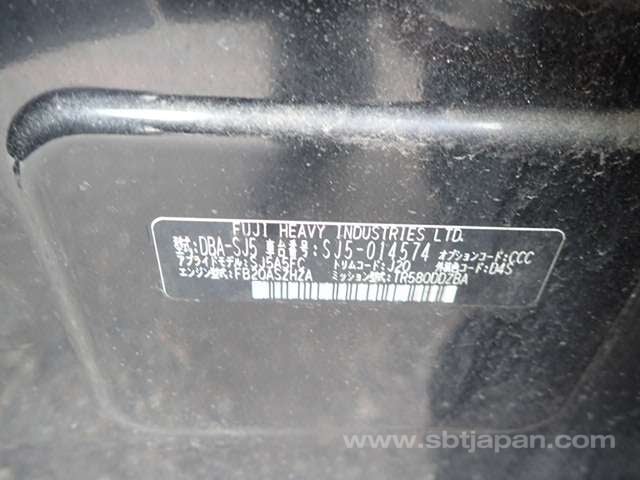 FUJI HEAVY INDUSTRIES LTD.
型式:DBA-SJ5 車台番号:SJ5-014574 オプションコード:CCC
アプライドモデル:SJ5A5FC トリムコード:J20 外装色コード:D4S
エンジン型式:FB20ASZHZA ミッション型式:TR580DDZBA
www.sbtjapan.com